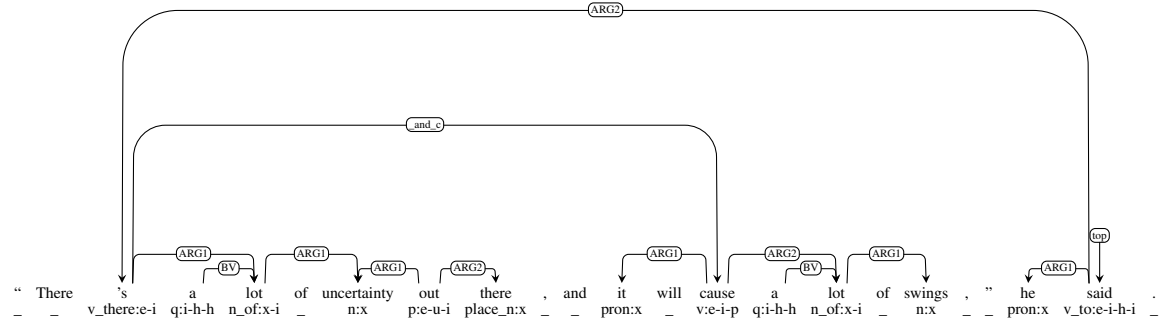 ARG2
_and_c
top
ARG1 ARG1 ARG1 ARG2 ARG1
BV ARG1 ARG2 BV ARG1
“ There 's a lot of uncertainty out there , and it will cause a lot of swings , ” he said .
_ _ v_there:e-i q:i-h-h n_of:x-i _ n:x p:e-u-i place_n:x _ _ pron:x _ v:e-i-p q:i-h-h n_of:x-i _ n:x _ _ pron:x v_to:e-i-h-i _